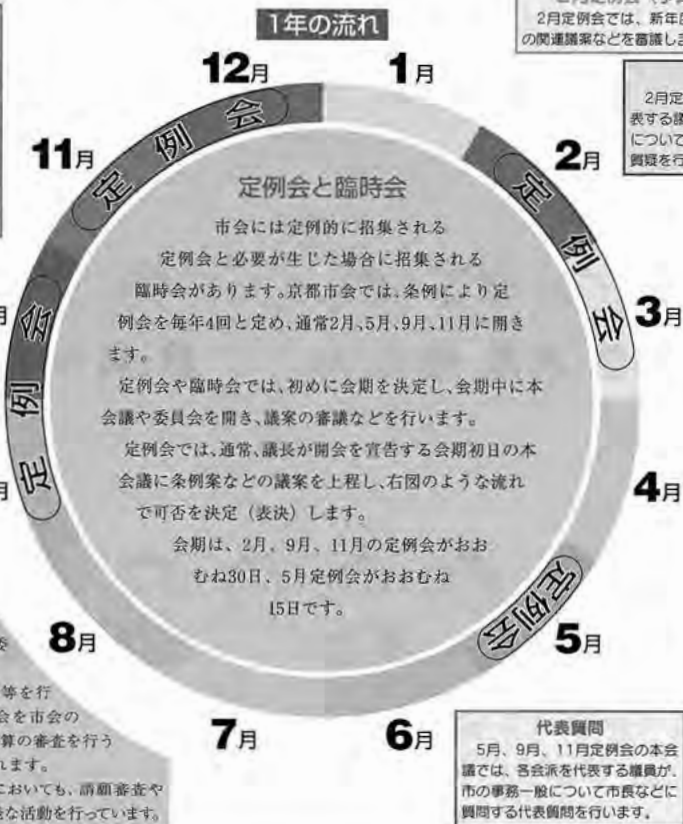 1年の流れ
2月定例会では、新年
の関連議案などを審議しま
2月定
表する議
について
質疑を行
12月
1月
11月
2月
3月
月
4月
月
5月
8月
7月
6月
定例会
定例会
定例会
定例会
定例会と臨時会
市会には定例的に招集される
定例会と必要が生じた場合に招集される
臨時会があります。京都市会では、条例により定
例会を毎年4回と定め、通常2月、5月、9月、11月に開き
ます。
定例会や臨時会では、初めに会期を決定し、会期中に本
会議や委員会を開き、議案の審議などを行います。
定例会では、通常、議長が開会を宣告する会期初日の本
会議に条例案などの議案を上程し、右図のような流れ
で可否を決定（表決）します。
会期は、2月、9月、11月の定例会がおお
むね30日、5月定例会がおおむね
15日です。
委
等を行
会を市会の
算の審査を行う
れます。
においても、請願審査や
な活動を行っています。
代表質問
5月、9月、11月定例会の本会
議では、各会派を代表する議員が、
市の事務一般について市長などに
質問する代表質問を行います。